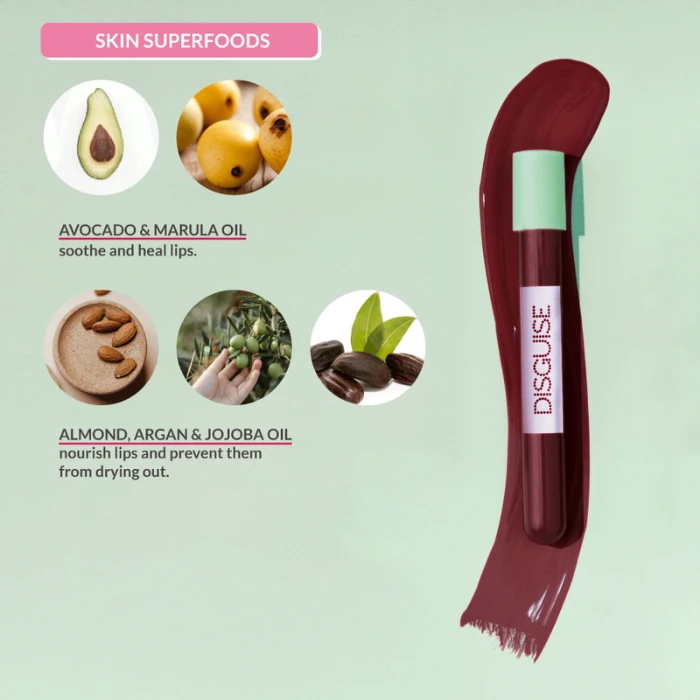 SKIN SUPERFOODS
AVOCADO & MARULA OIL
soothe and heal lips.
ALMOND, ARGAN & JOJOBA OIL
nourish lips and prevent them
from drying out.
DISGUISE